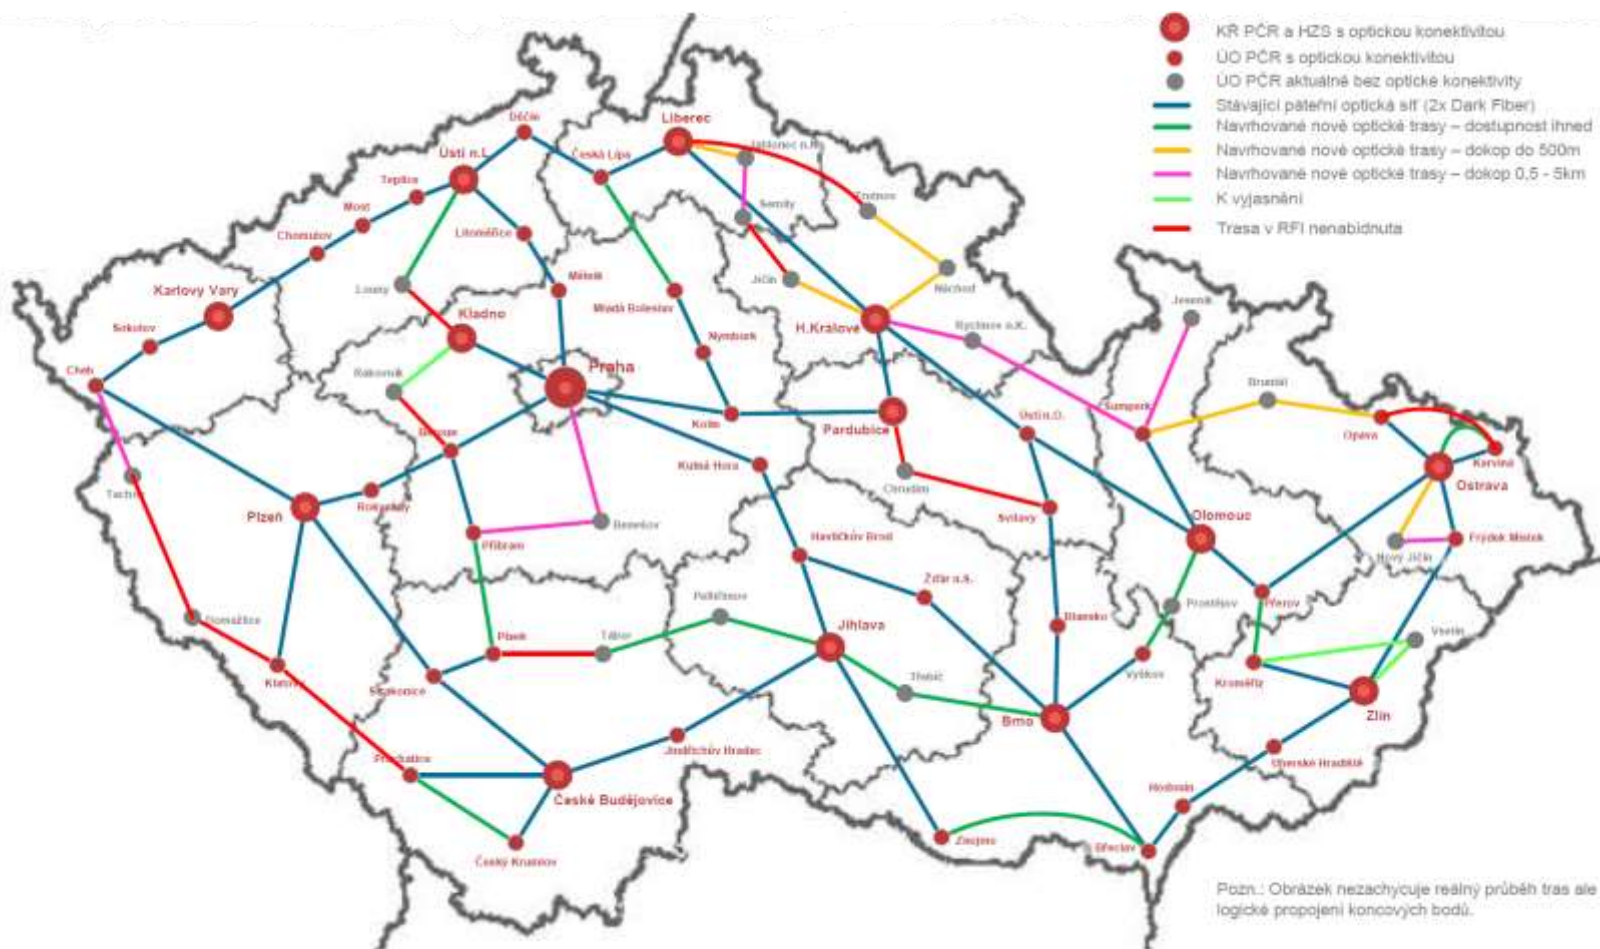 KŘ PČR a HZS s optickou konektivitou
ÚO PČR s optickou konektivitou
ÚO PČR aktuálně bez optické konektivity
Stávající páteřní optická síť (2x Dark Fiber)
Navrhované nové optické trasy – dostupnost ihned
Navrhované nové optické trasy – dokop do 500m
Navrhované nové optické trasy – dokop 0,5 - 5km
K vyjasnění
Trasa v RFI nenabídnuta
Děčín
Liberec
Jablonec n.N.
Ústí n.L.
Česká Lípa
Teplice
Most
Semily
Trutnov
Chomutov
Litoměřice
Mělník
Jičín
Náchod
Louny
Karlovy Vary
Mladá Boleslav
Jeseník
Kladno
H.Králové
Sokolov
Nymburk
Rychnov n.K.
Cheb
Praha
Rakovník
Bruntál
Šumperk
Kolín
Pardubice
Ústí n.O.
Opava
Beroun
Karviná
Kutná Hora
Ostrava
Tachov
Chrudim
Rokycany
Plzeň
Svitavy
Olomouc
Benešov
Příbram
Havlíčkův Brod
Frýdek Místek
Nový Jičín
Žďár n.S.
Pelhřimov
Prostějov
Přerov
Domažlice
Blansko
Jihlava
Písek
Tábor
Vsetín
Vyškov
Třebíč
Klatovy
Strakonice
Kroměříž
Brno
Zlín
Jindřichův Hradec
Prachatice
Uherské Hradiště
České Budějovice
Hodonín
Znojmo
Břeclav
Český Krumlov
Pozn.: Obrázek nezachycuje reálný průběh tras ale
logické propojení koncových bodů.